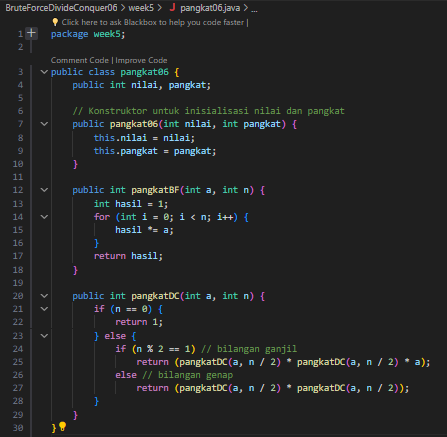 BruteForceDivideConquer06 > week5 > J pangkat06.java > ...
Click here to ask Blackbox to help you code faster |
1 package week5;
2
Comment Code | Improve Code
3 public class pangkat06 {
4 public int nilai, pangkat;
5
6 // Konstruktor untuk inisialisasi nilai dan pangkat
7 public pangkat06(int nilai, int pangkat) {
8 this.nilai = nilai;
9 this.pangkat = pangkat;
10 }
11
12 public int pangkatBF(int a, int n) {
13 int hasil = 1;
14 for (int i = 0; i < n; i++) {
15 hasil *= a;
16 }
17 return hasil;
18 }
19
20 public int pangkatDC(int a, int n) {
21 if (n == 0) {
22 return 1;
23 } else {
24 if (n % 2 == 1) // bilangan ganjil
25 return (pangkatDC(a, n / 2) * pangkatDC(a, n / 2) * a);
26 else // bilangan genap
27 return (pangkatDC(a, n / 2) * pangkatDC(a, n / 2));
28 }
29 }
30 }